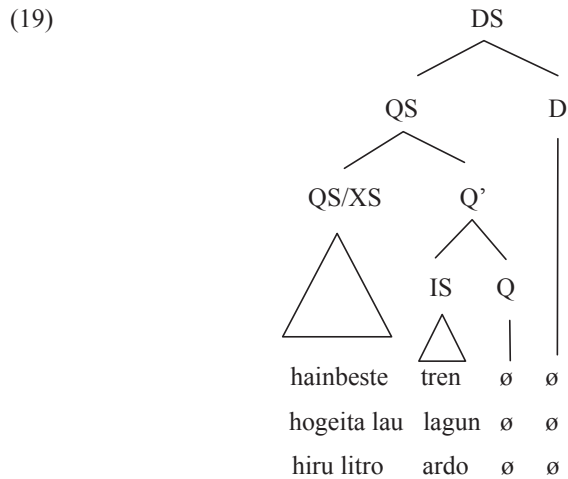 (19) DS
QS D
QS/XS Q’
IS Q
hainbeste tren ø ø
hogeita lau lagun ø ø
hiru litro ardo ø ø